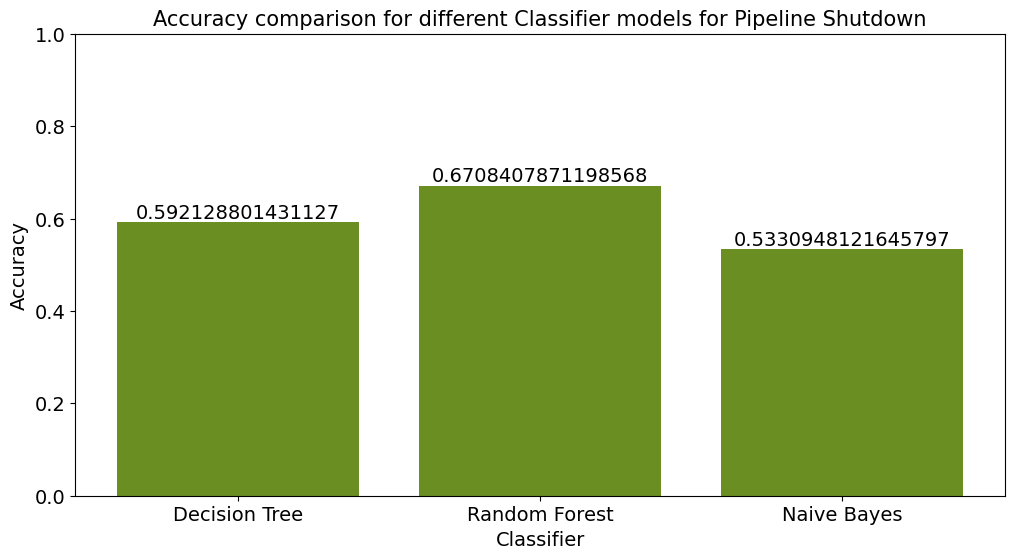 Accuracy comparison for different Classifier models for Pipeline Shutdown
1.0
0.8
0.6
0.4
0.2
0.0
Accuracy
0.592128801431127
0.6708407871198568
0.5330948121645797
Decision Tree
Random Forest
Naive Bayes
Classifier